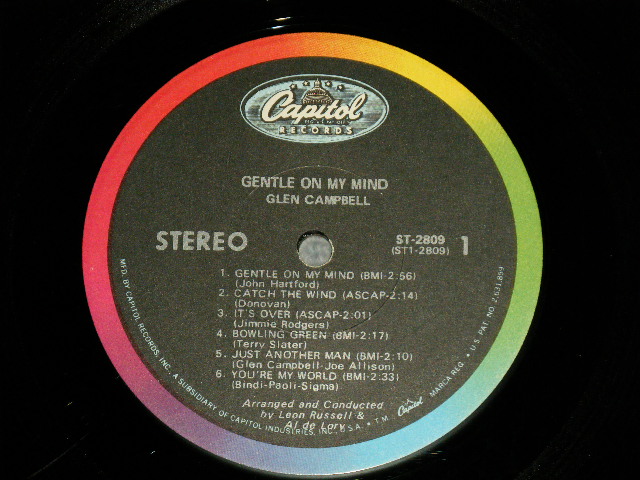 Capitol
REG. U.S. PAT. OFF.
RECORDS
GENTLE ON MY MIND
GLEN CAMPBELL
STEREO
ST-2809
(ST1-2809)
1
1. GENTLE ON MY MIND (BMI-2:56)
(John Hartford)
2. CATCH THE WIND (ASCAP-2:14)
(Donovan)
3. IT'S OVER (ASCAP-2:01)
(Jimmie Rodgers)
4. BOWLING GREEN (BMI-2:17)
(Terry Slater)
5. JUST ANOTHER MAN (BMI-2:10)
(Glen Campbell-Joe Allison)
6. YOU'RE MY WORLD (BMI-2:33)
(Bindi-Paoli-Sigma)
Arranged and Conducted
by Leon Russell &
Al de Lory
MFD. BY CAPITOL RECORDS, INC., A SUBSIDIARY OF CAPITOL INDUSTRIES, INC., U.S.A. • T.M. Capitol MARCA REG. • U.S. PAT. NO. 2,631,859